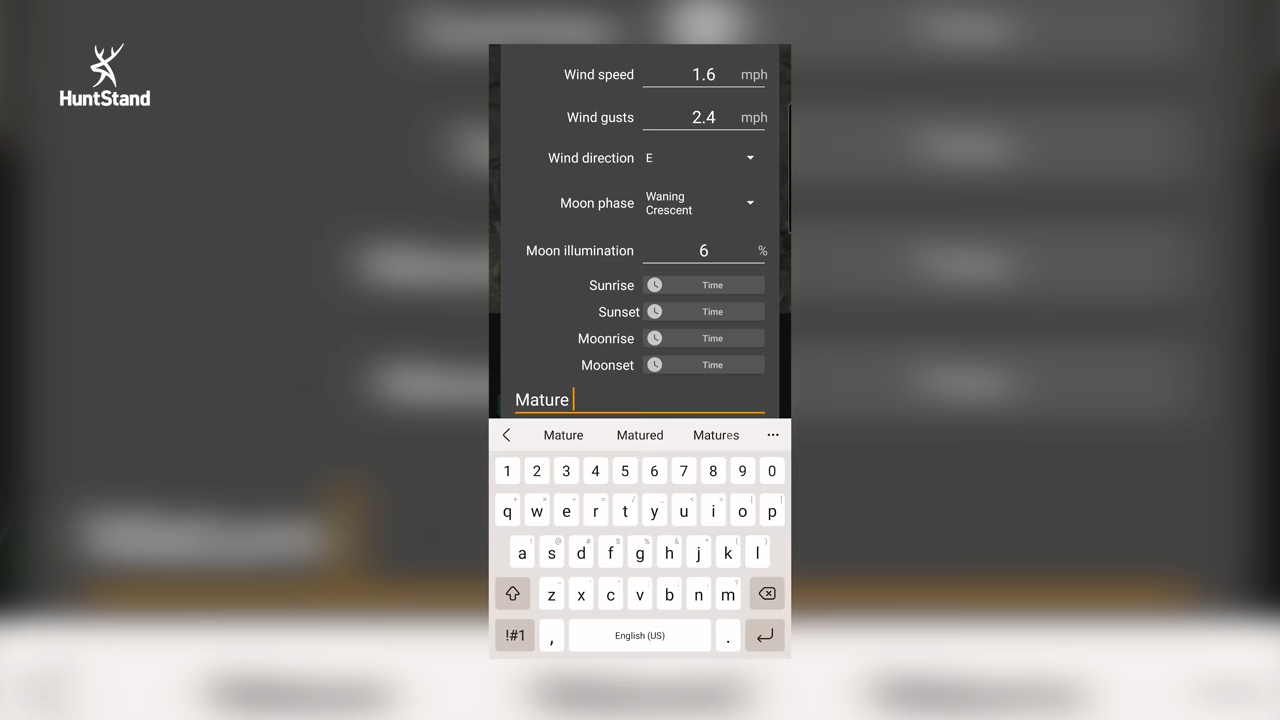 HuntStand
Wind speed 1.6 mph
Wind gusts 2.4 mph
Wind direction E
Moon phase Waning Crescent
Moon illumination 6 %
Sunrise Time
Sunset Time
Moonrise Time
Moonset Time
Mature
Mature Matured Matures ...
1 2 3 4 5 6 7 8 9 0
q w e r t y u i o p
a s d f g h j k l
z x c v b n m
!#1 , English (US) .